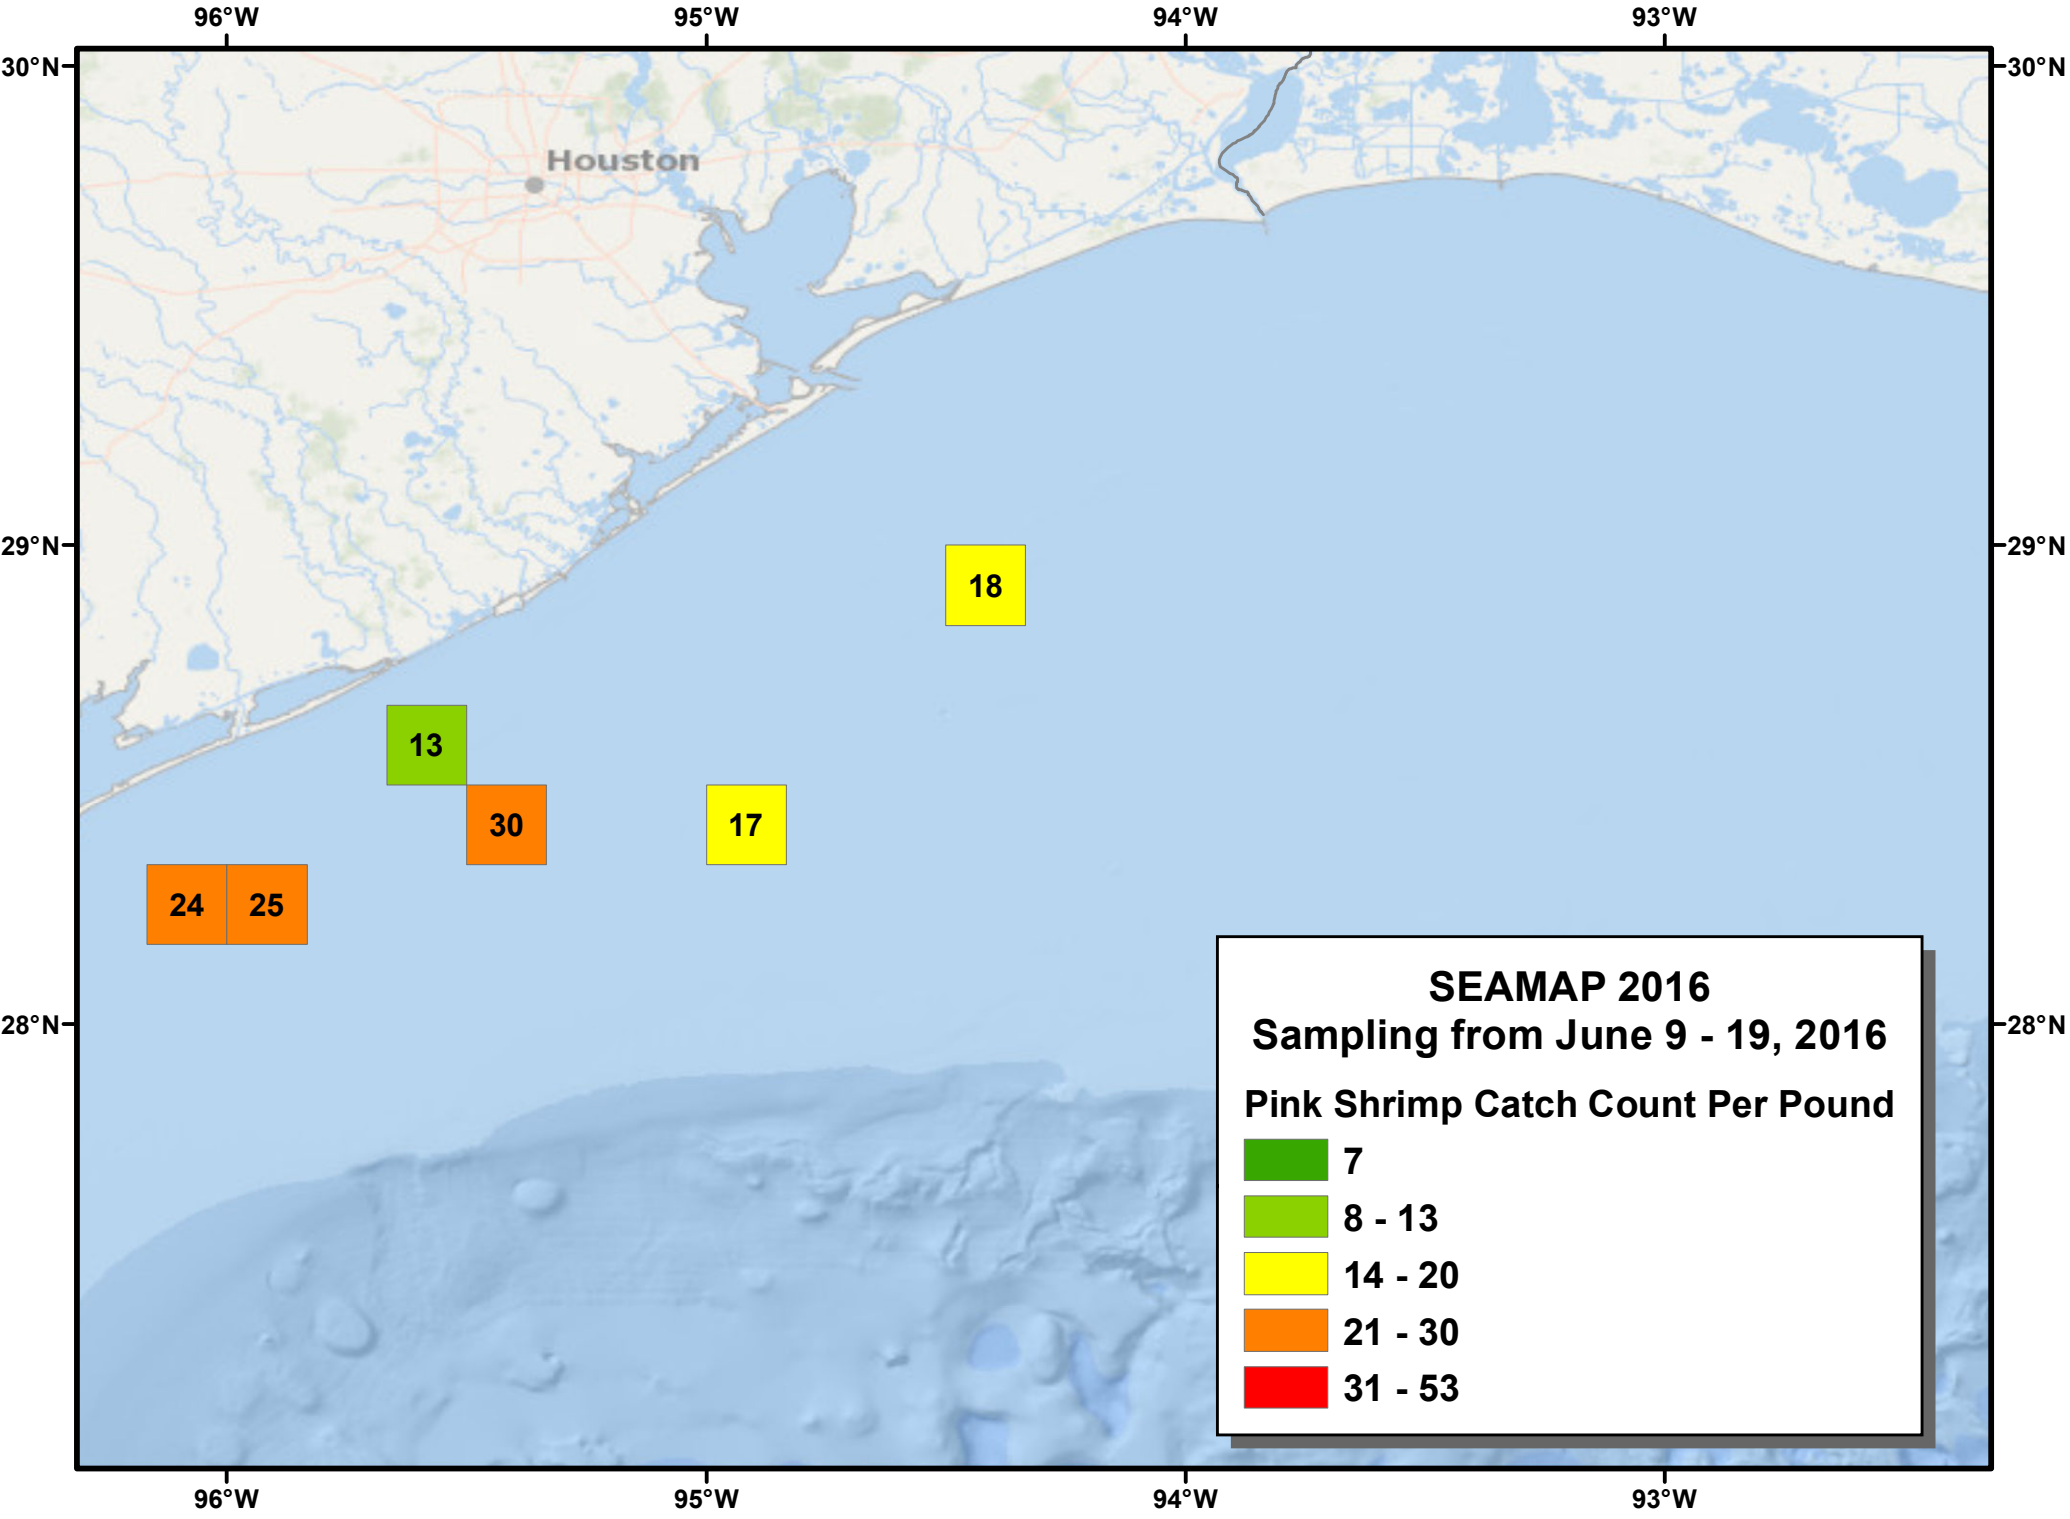 96°W 95°W 94°W 93°W
30°N 30°N
Houston
29°N 29°N
18
13
30 17
24 25
28°N 28°N
SEAMAP 2016
Sampling from June 9 - 19, 2016
Pink Shrimp Catch Count Per Pound
7
8 - 13
14 - 20
21 - 30
31 - 53
96°W 95°W 94°W 93°W